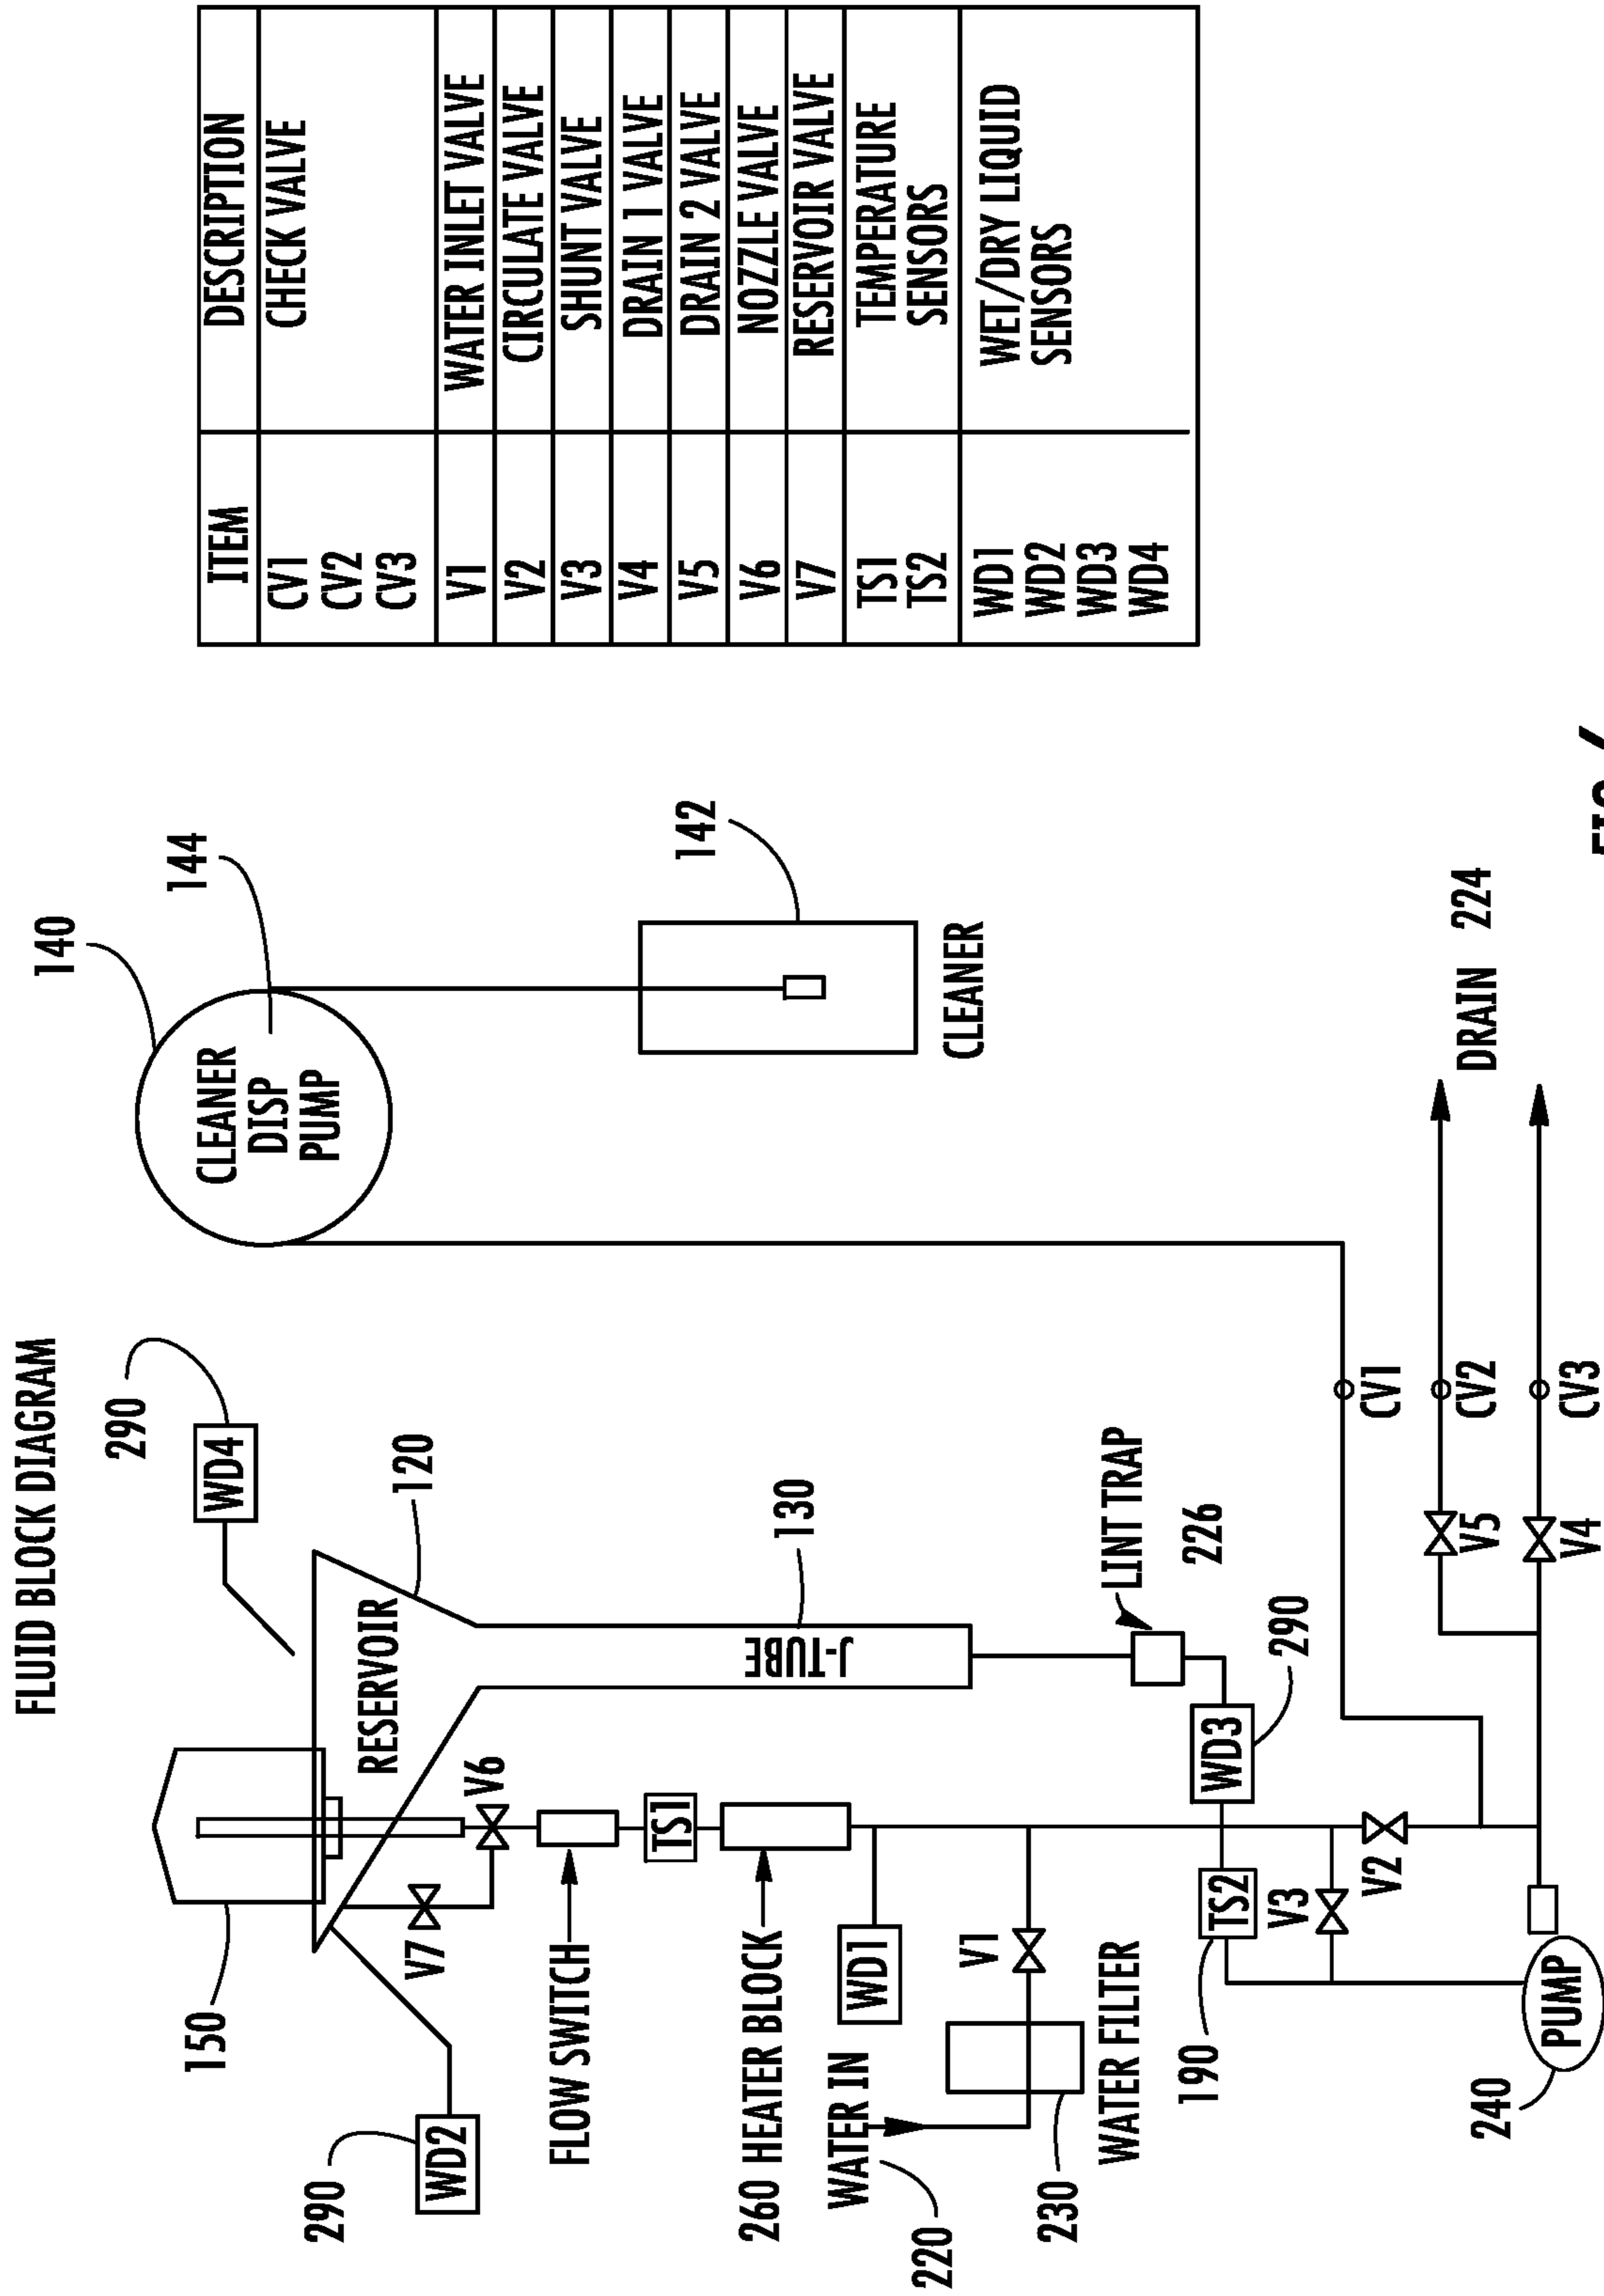 FLUID BLOCK DIAGRAM
290
WD4
140
144
CLEANER
DISP
PUMP
142
CLEANER
150
RESERVOIR
120
V6
V7
290
WD2
FLOW SWITCH
TS1
J-TUBE
130
260 HEATER BLOCK
WATER IN
220
WD1
V1
230
WATER FILTER
LINT TRAP
226
WD3
290
190
TS2
V3
V2
CV1
V5
CV2
DRAIN 224
V4
CV3
240
PUMP
ITEM DESCRIPTION
CV1 CHECK VALVE
CV2
CV3
V1 WATER INLET VALVE
V2 CIRCULATE VALVE
V3 SHUNT VALVE
V4 DRAIN 1 VALVE
V5 DRAIN 2 VALVE
V6 NOZZLE VALVE
V7 RESERVOIR VALVE
TS1 TEMPERATURE
TS2 SENSORS
WD1 WET/DRY LIQUID
WD2 SENSORS
WD3
WD4